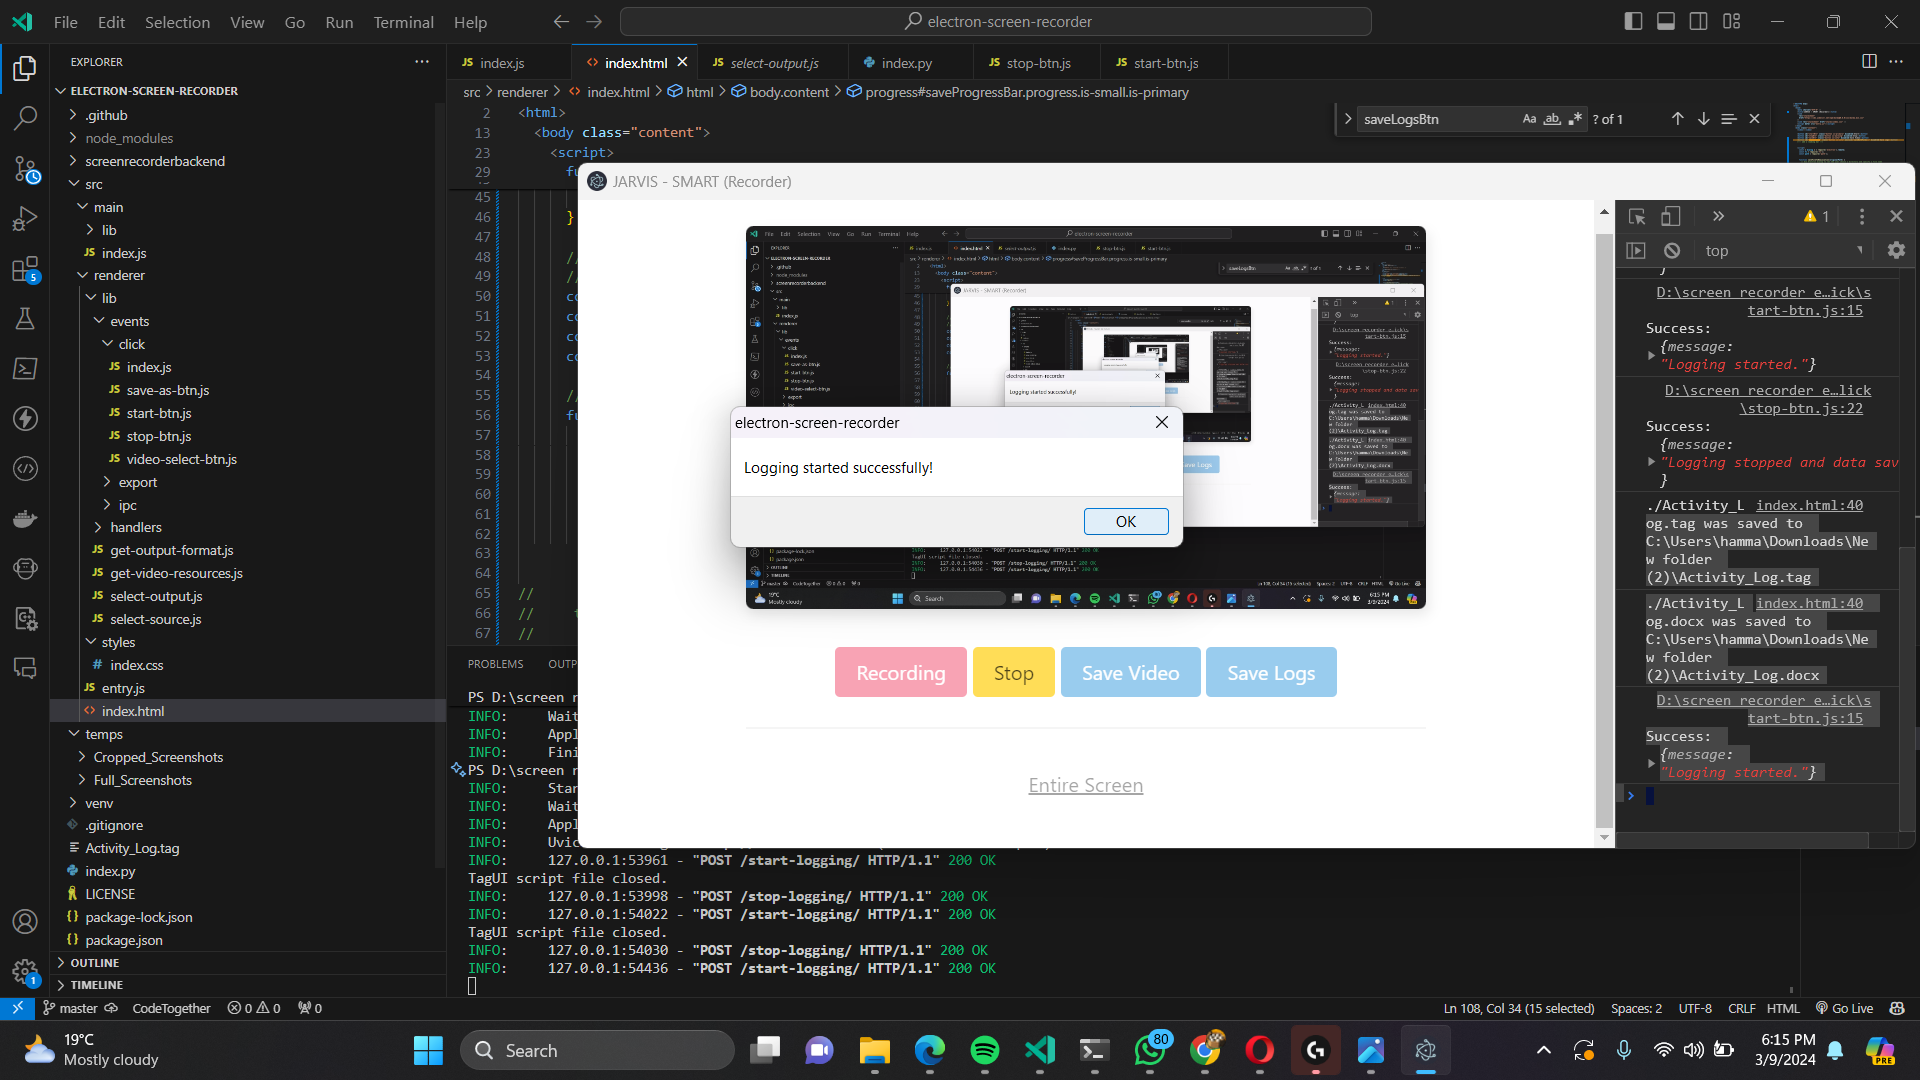 File Edit Selection View Go Run Terminal Help
electron-screen-recorder
EXPLORER
ELECTRON-SCREEN-RECORDER
.github
node_modules
screenrecorderbackend
src
main
lib
index.js
renderer
lib
events
click
index.js
save-as-btn.js
start-btn.js
stop-btn.js
video-select-btn.js
export
ipc
handlers
get-output-format.js
get-video-resources.js
select-output.js
select-source.js
styles
index.css
entry.js
index.html
temps
Cropped_Screenshots
Full_Screenshots
venv
.gitignore
Activity_Log.tag
index.py
LICENSE
package-lock.json
package.json
OUTLINE
TIMELINE
index.js index.html select-output.js index.py stop-btn.js start-btn.js
src > renderer > index.html > html > body.content > progress#saveProgressBar.progress.is-small.is-primary
2 <html>
13 <body class="content">
23 <script>
29 fu
saveLogsBtn Aa ab ? of 1
45
46 }
47
48 //
49 //
50 co
51 co
52 co
53 co
54
55 //
56 fu
57
58
59
60
61
62
63
64
65 //
66 //
67 //
JARVIS - SMART (Recorder)
electron-screen-recorder
Logging started successfully!
OK
Recording Stop Save Video Save Logs
Entire Screen
1
top
}
D:\screen recorder e…ick\s
tart-btn.js:15
Success:
{message:
"Logging started."}
D:\screen recorder e…lick
\stop-btn.js:22
Success:
{message:
"Logging stopped and data sav
}
./Activity_L index.html:40
og.tag was saved to
C:\Users\hamma\Downloads\Ne
w folder
(2)\Activity_Log.tag
./Activity_L index.html:40
og.docx was saved to
C:\Users\hamma\Downloads\Ne
w folder
(2)\Activity_Log.docx
D:\screen recorder e…ick\s
tart-btn.js:15
Success:
{message:
"Logging started."}
PROBLEMS OUTP
PS D:\screen r
INFO: Wait
INFO: Appl
INFO: Fini
PS D:\screen r
INFO: Star
INFO: Wait
INFO: Appl
INFO: Uvic
INFO: 127.0.0.1:53961 - "POST /start-logging/ HTTP/1.1" 200 OK
TagUI script file closed.
INFO: 127.0.0.1:53998 - "POST /stop-logging/ HTTP/1.1" 200 OK
INFO: 127.0.0.1:54022 - "POST /start-logging/ HTTP/1.1" 200 OK
TagUI script file closed.
INFO: 127.0.0.1:54030 - "POST /stop-logging/ HTTP/1.1" 200 OK
INFO: 127.0.0.1:54436 - "POST /start-logging/ HTTP/1.1" 200 OK
master CodeTogether 0 0 0
Ln 108, Col 34 (15 selected) Spaces: 2 UTF-8 CRLF HTML Go Live
19°C
Mostly cloudy
Search
80
6:15 PM
3/9/2024
PRE